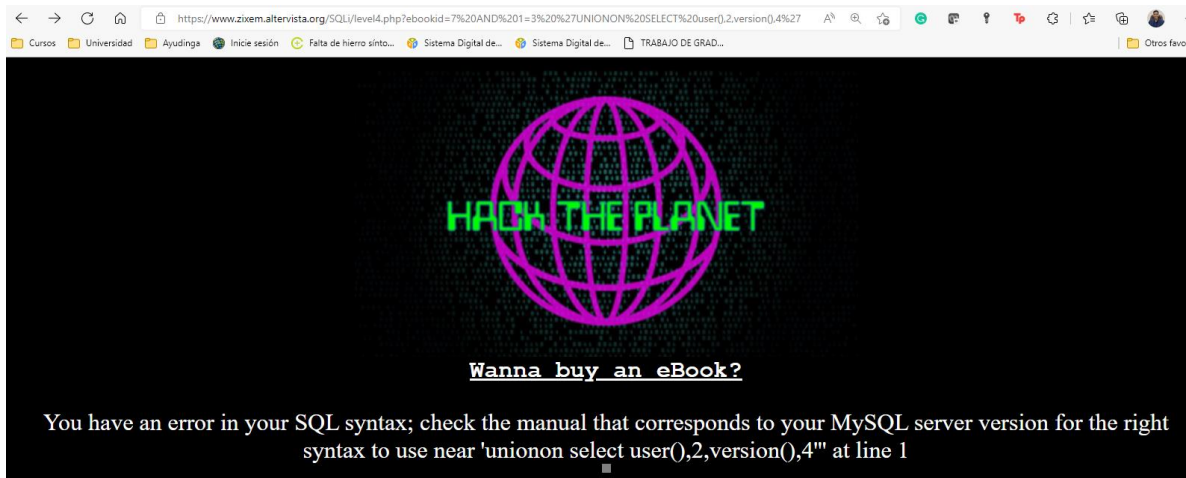 https://www.zixem.altervista.org/SQLi/level4.php?ebookid=7%20AND%201=3%20%27UNIONON%20SELECT%20user(),2,version(),4%27
Cursos Universidad Ayudinga Inicie sesión Falta de hierro sínto... Sistema Digital de... Sistema Digital de... TRABAJO DE GRAD... Otros favo
HACK THE PLANET
Wanna buy an eBook?
You have an error in your SQL syntax; check the manual that corresponds to your MySQL server version for the right
syntax to use near 'unionon select user(),2,version(),4''' at line 1